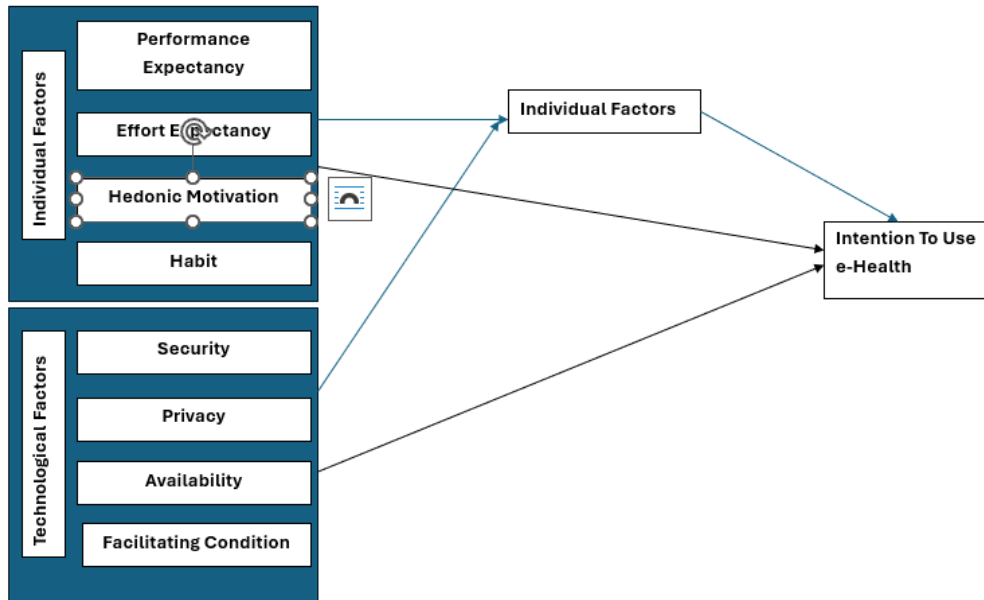 Individual Factors
Performance
Expectancy
Effort Expectancy
Hedonic Motivation
Habit
Technological Factors
Security
Privacy
Availability
Facilitating Condition
Individual Factors
Intention To Use
e-Health